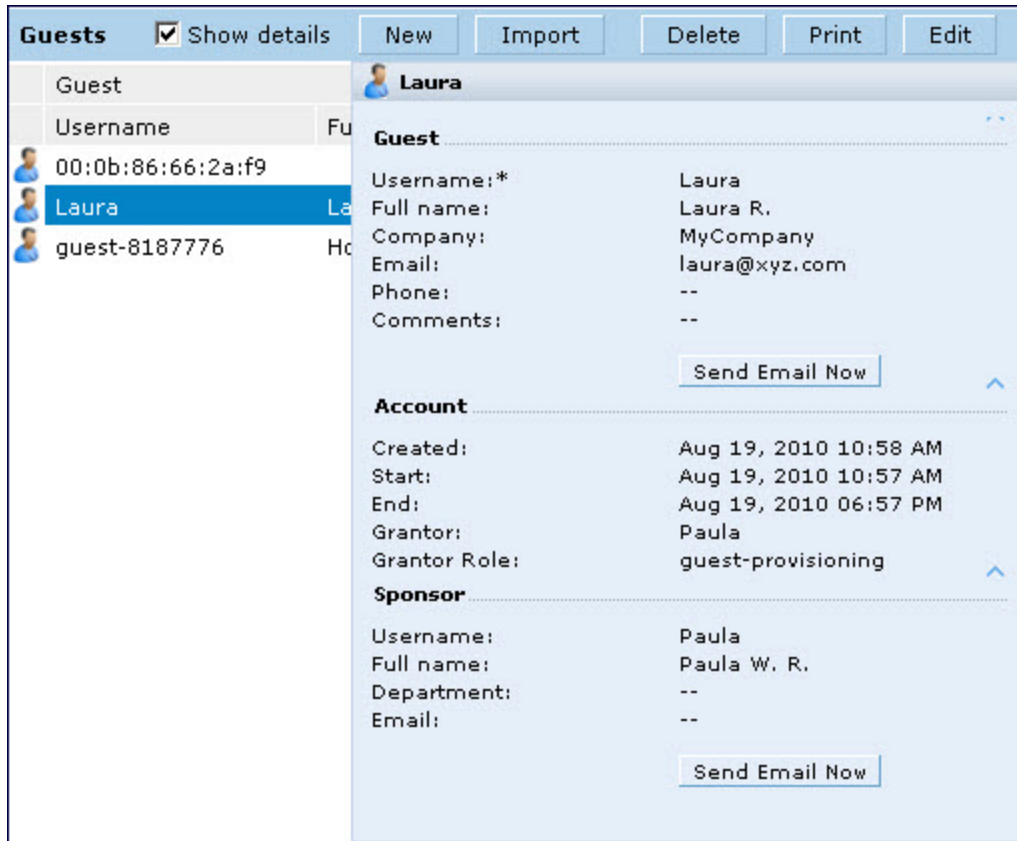 Guests Show details New Import Delete Print Edit
Guest
Username Fu
00:0b:86:66:2a:f9
Laura La
guest-8187776 Ho
Laura
Guest
Username:* Laura
Full name: Laura R.
Company: MyCompany
Email: laura@xyz.com
Phone: --
Comments: --
Send Email Now
Account
Created: Aug 19, 2010 10:58 AM
Start: Aug 19, 2010 10:57 AM
End: Aug 19, 2010 06:57 PM
Grantor: Paula
Grantor Role: guest-provisioning
Sponsor
Username: Paula
Full name: Paula W. R.
Department: --
Email: --
Send Email Now